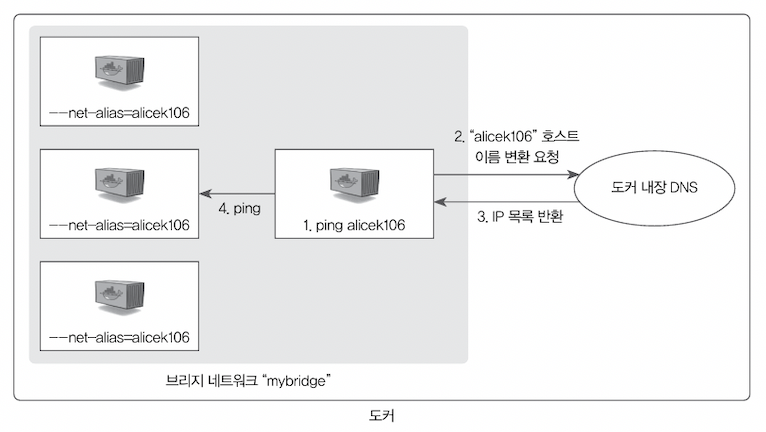 --net-alias=alicek106
--net-alias=alicek106
--net-alias=alicek106
1. ping alicek106
2. “alicek106” 호스트
이름 변환 요청
도커 내장 DNS
3. IP 목록 반환
4. ping
브리지 네트워크 “mybridge”
도커